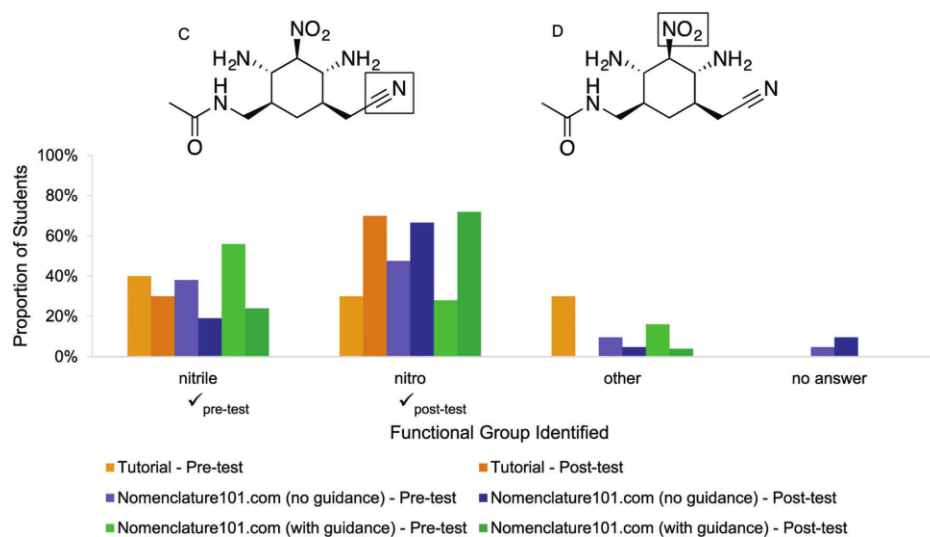 C
NO₂
H₂N
NH₂
H
N
N
O
D
NO₂
H₂N
NH₂
H
N
N
O
100%
80%
60%
40%
20%
0%
Proportion of Students
nitrile
nitro
other
no answer
✓pre-test
✓post-test
Functional Group Identified
Tutorial - Pre-test
Tutorial - Post-test
Nomenclature101.com (no guidance) - Pre-test
Nomenclature101.com (no guidance) - Post-test
Nomenclature101.com (with guidance) - Pre-test
Nomenclature101.com (with guidance) - Post-test